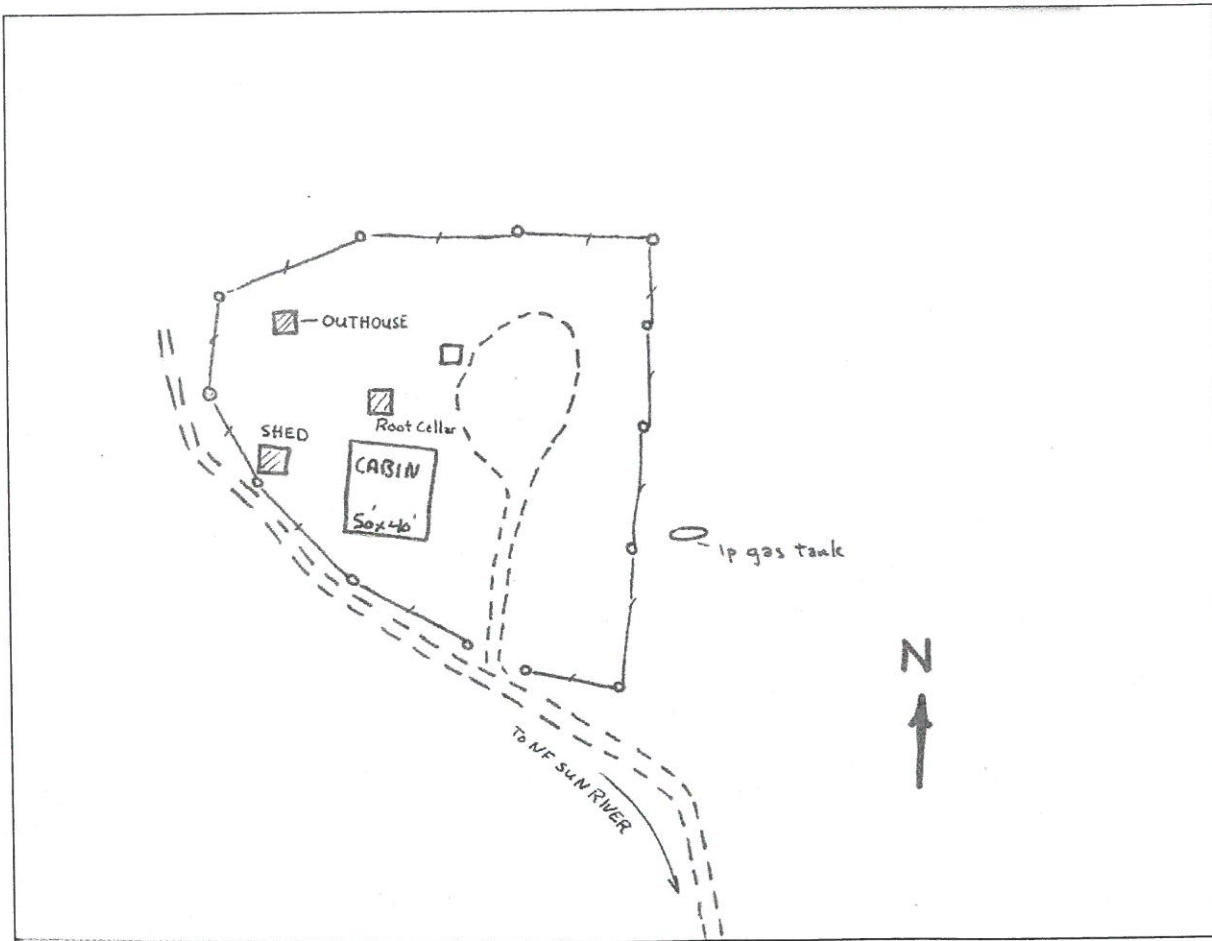 OUTHOUSE
Root Cellar
SHED
CABIN
50'x40'
lp gas tank
N
To NF SUN RIVER